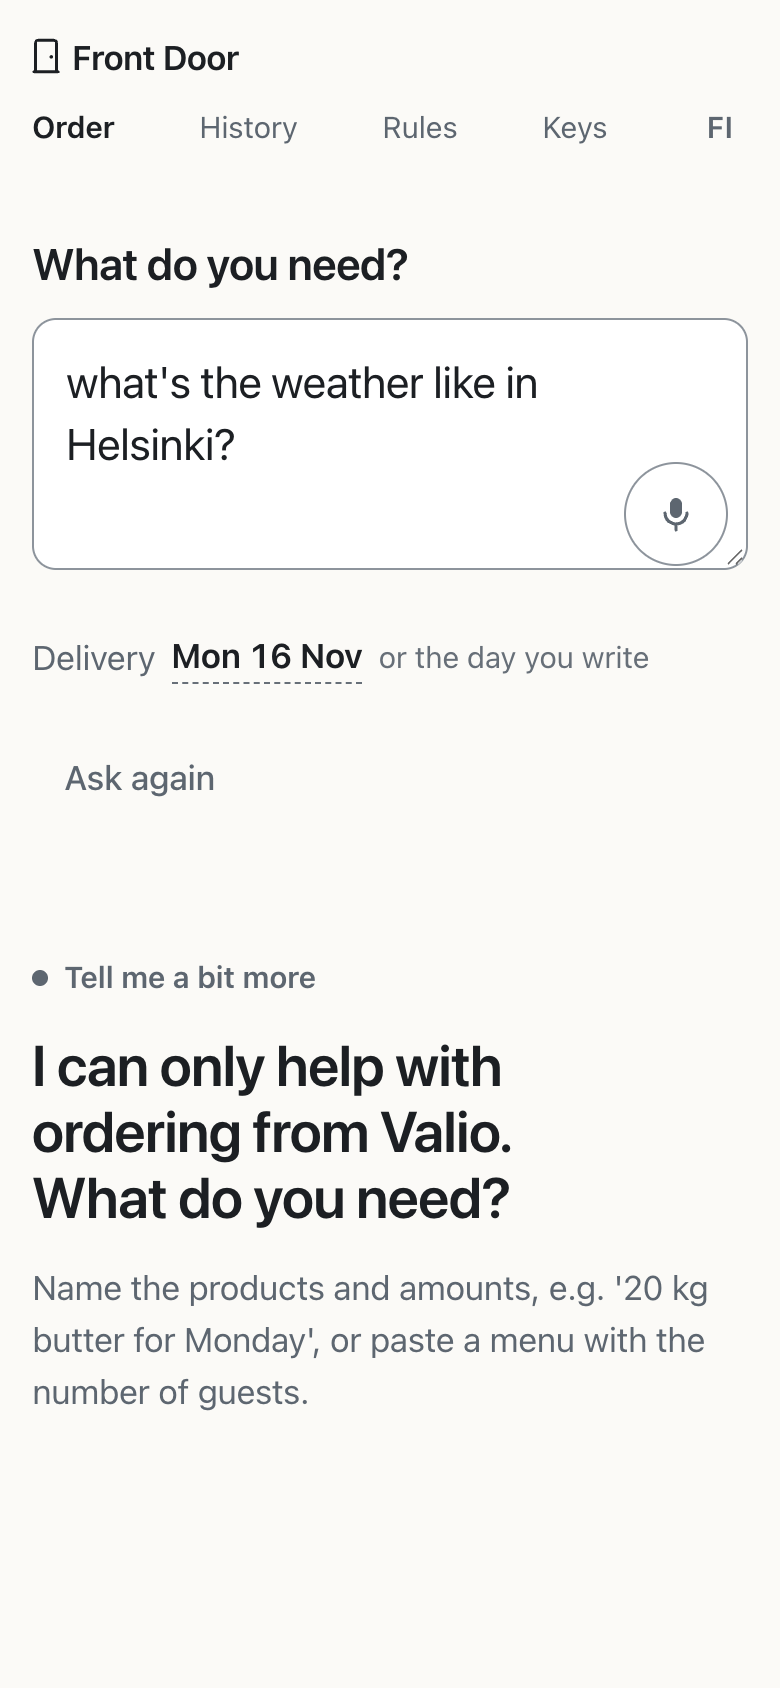 Front Door
Order History Rules Keys FI
What do you need?
what's the weather like in
Helsinki?
Delivery Mon 16 Nov or the day you write
Ask again
Tell me a bit more
I can only help with
ordering from Valio.
What do you need?
Name the products and amounts, e.g. '20 kg
butter for Monday', or paste a menu with the
number of guests.